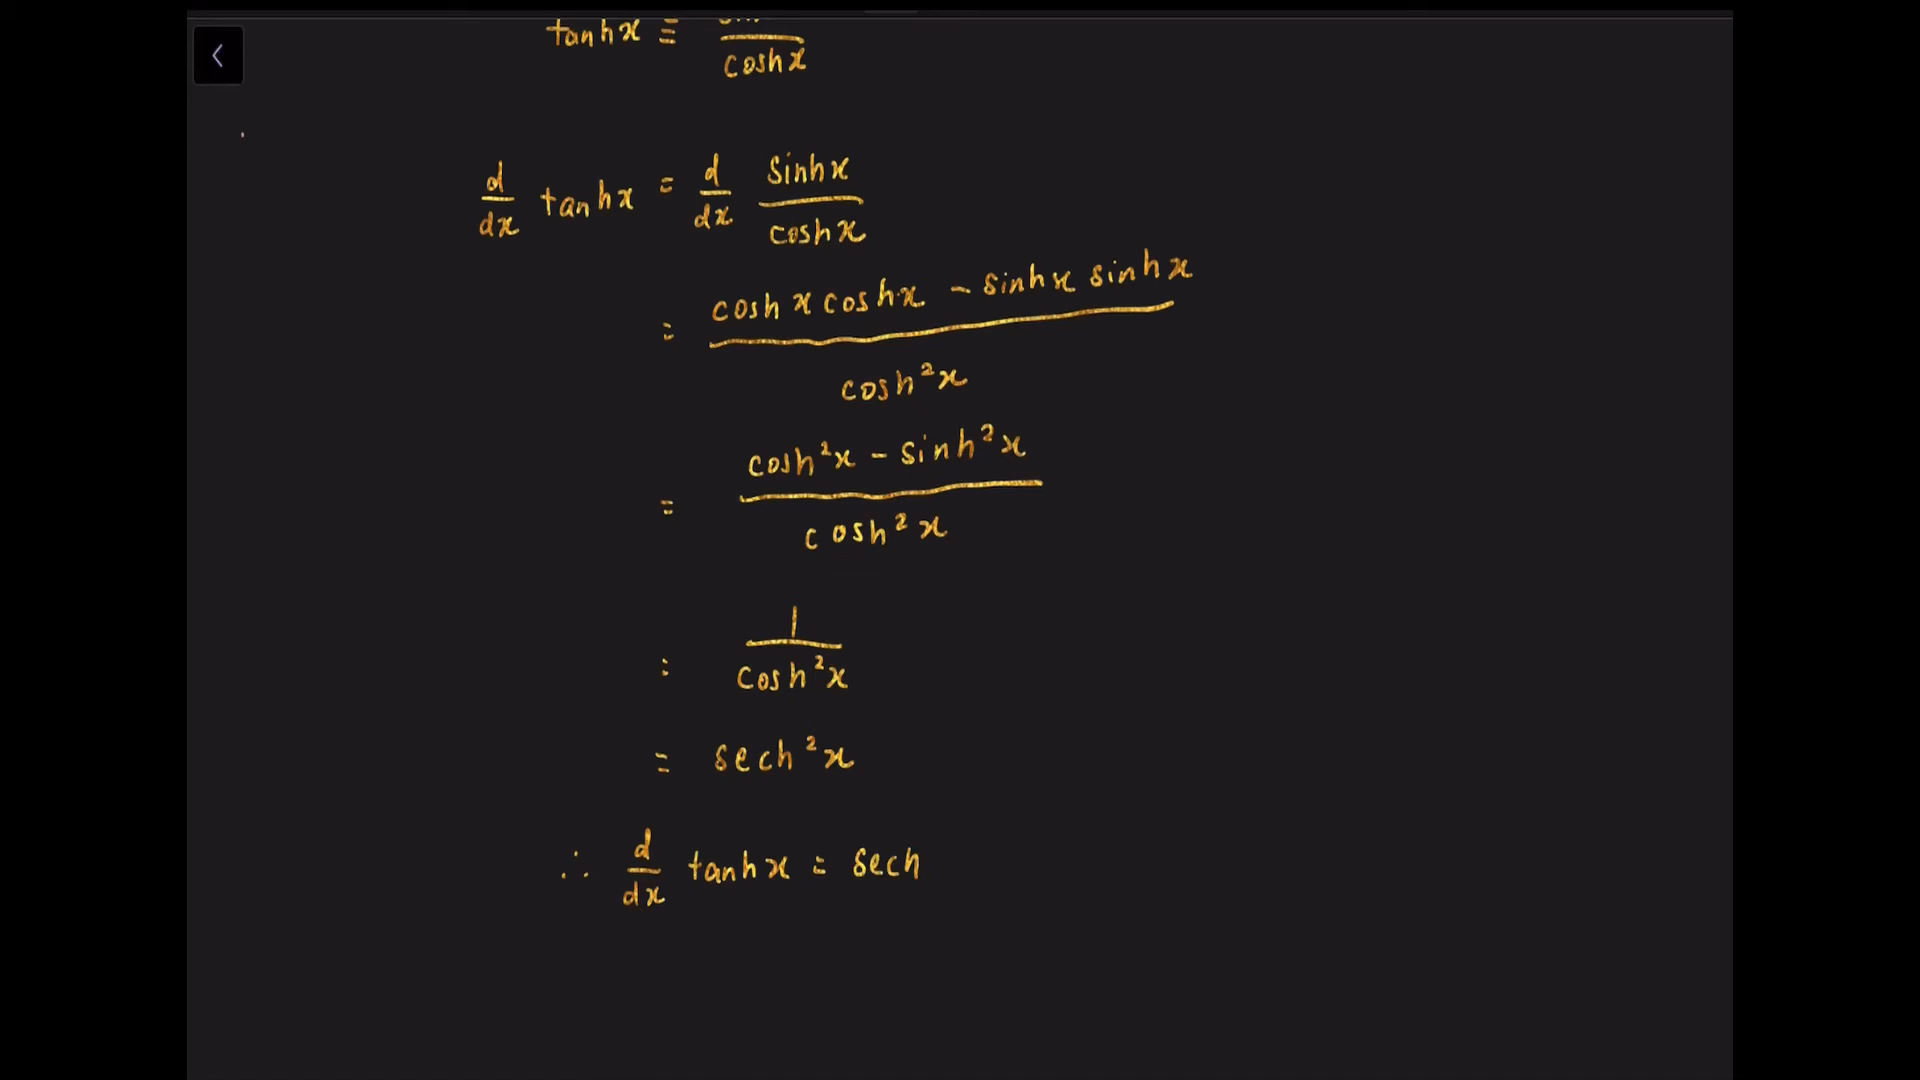 tanhx ≡ / coshx
d/dx tanhx = d/dx sinhx/coshx
= coshx coshx - sinhx sinhx / cosh²x
= cosh²x - sinh²x / cosh²x
= 1/cosh²x
= sech²x
∴ d/dx tanhx = sech